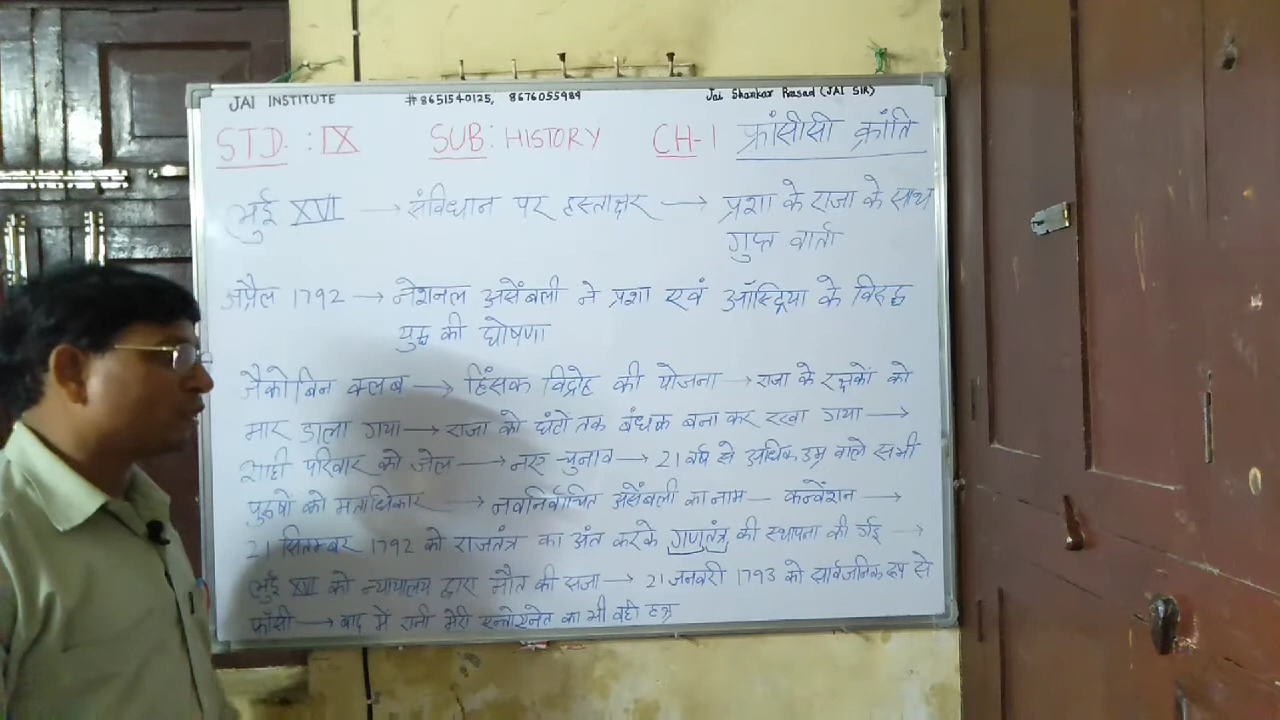 JAI INSTITUTE #8651540125, 8676055989 Jai Shankar Prasad (JAI SIR)
STD. : IX SUB: HISTORY CH-1 फ्रांसीसी क्रांति
लुई XVI → संविधान पर हस्ताक्षर → प्रशा के राजा के साथ
गुप्त वार्ता
अप्रैल 1792 → नेशनल असेंबली ने प्रशा एवं ऑस्ट्रिया के विरुद्ध
युद्ध की घोषणा
जैकोबिन क्लब → हिंसक विद्रोह की योजना → राजा के रक्षकों को
मार डाला गया → राजा को घंटों तक बंधक बना कर रखा गया →
शाही परिवार को जेल → नए चुनाव → 21 वर्ष से अधिक उम्र वाले सभी
पुरुषों को मताधिकार → नवनिर्वाचित असेंबली का नाम – कन्वेंशन →
21 सितम्बर 1792 को राजतंत्र का अंत करके गणतंत्र की स्थापना की गई →
लुई XVI को न्यायालय द्वारा मौत की सजा → 21 जनवरी 1793 को सार्वजनिक रूप से
फाँसी → बाद में रानी मेरी एन्तोएनेत का भी वही हश्र